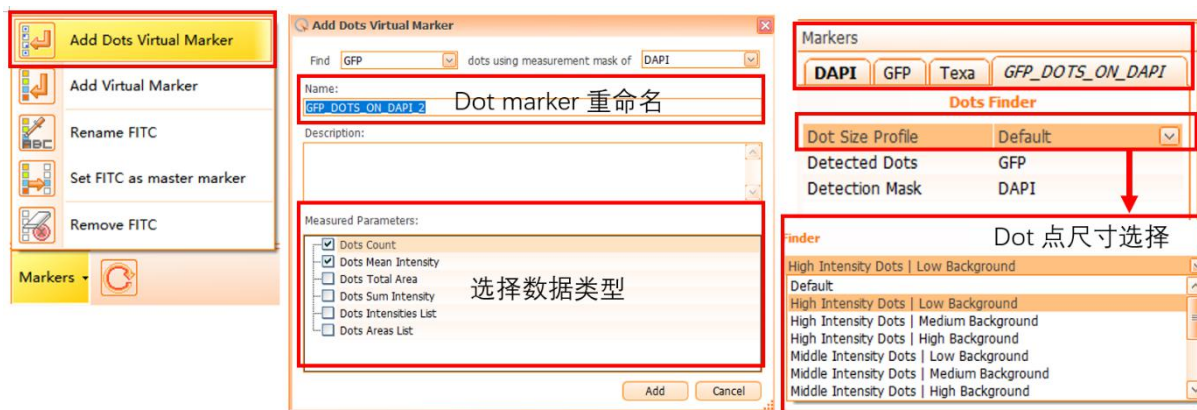 Add Dots Virtual Marker
Add Virtual Marker
ABC
Rename FITC
Set FITC as master marker
Remove FITC
Markers
Add Dots Virtual Marker
Find GFP dots using measurement mask of DAPI
Name:
GFP_DOTS_ON_DAPI_2
Dot marker 重命名
Description:
Measured Parameters:
Dots Count
Dots Mean Intensity
Dots Total Area
Dots Sum Intensity
Dots Intensities List
Dots Areas List
选择数据类型
Add Cancel
Markers
DAPI GFP Texa GFP_DOTS_ON_DAPI
Dots Finder
Dot Size Profile Default
Detected Dots GFP
Detection Mask DAPI
Finder
Dot 点尺寸选择
High Intensity Dots | Low Background
Default
High Intensity Dots | Low Background
High Intensity Dots | Medium Background
High Intensity Dots | High Background
Middle Intensity Dots | Low Background
Middle Intensity Dots | Medium Background
Middle Intensity Dots | High Background